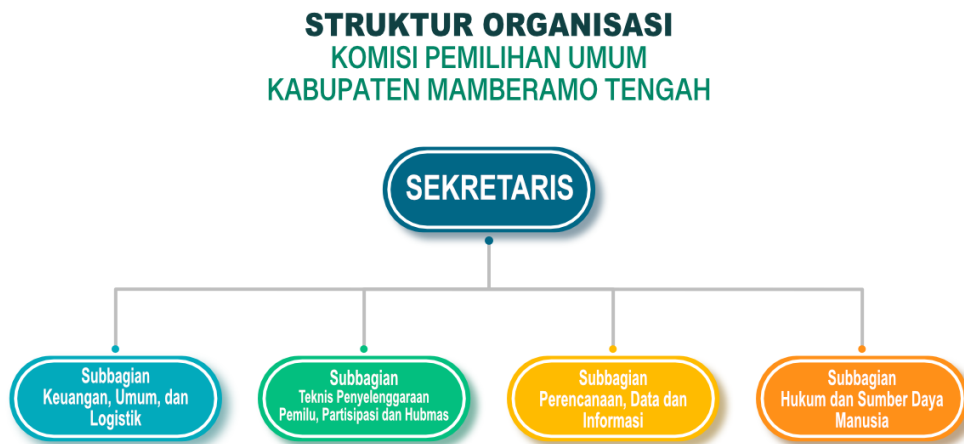 STRUKTUR ORGANISASI
KOMISI PEMILIHAN UMUM
KABUPATEN MAMBERAMO TENGAH
SEKRETARIS
Subbagian
Keuangan, Umum, dan
Logistik
Subbagian
Teknis Penyelenggaraan
Pemilu, Partisipasi dan Hubmas
Subbagian
Perencanaan, Data dan
Informasi
Subbagian
Hukum dan Sumber Daya
Manusia